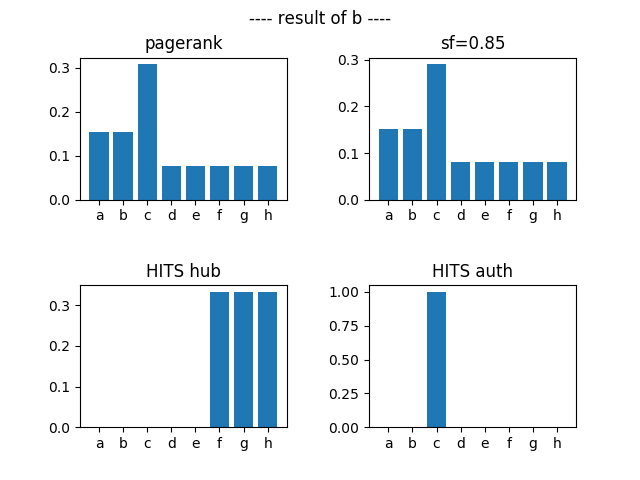 ---- result of b ----
pagerank
0.3
0.2
0.1
0.0
a b c d e f g h
sf=0.85
0.3
0.2
0.1
0.0
a b c d e f g h
HITS hub
0.3
0.2
0.1
0.0
a b c d e f g h
HITS auth
1.00
0.75
0.50
0.25
0.00
a b c d e f g h